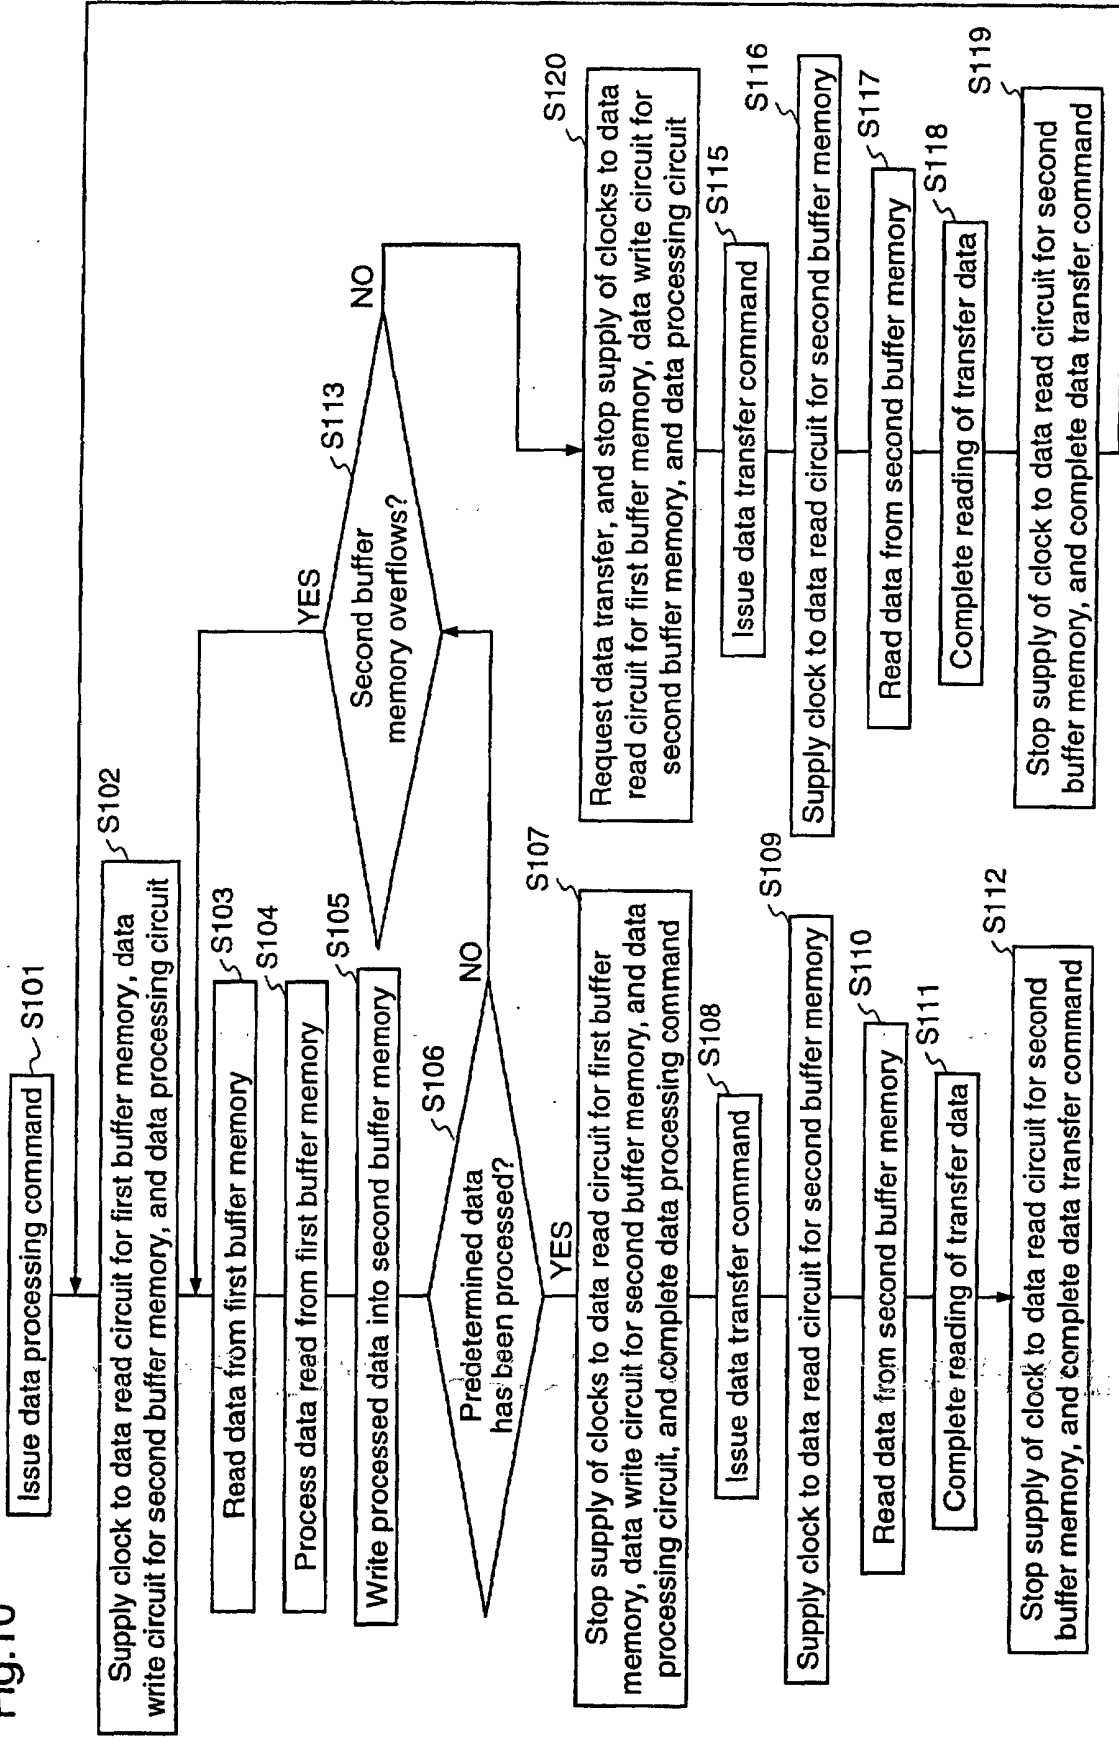 Fig.10
Issue data processing command
S101
Supply clock to data read circuit for first buffer memory, data
write circuit for second buffer memory, and data processing circuit
S102
Read data from first buffer memory
S103
Process data read from first buffer memory
S104
Write processed data into second buffer memory
S105
Predetermined data
has been processed?
S106
NO
YES
Second buffer
memory overflows?
S113
YES
NO
Stop supply of clocks to data read circuit for first buffer
memory, data write circuit for second buffer memory, and data
processing circuit, and complete data processing command
S107
Issue data transfer command
S108
Supply clock to data read circuit for second buffer memory
S109
Read data from second buffer memory
S110
Complete reading of transfer data
S111
Stop supply of clock to data read circuit for second
buffer memory, and complete data transfer command
S112
Request data transfer, and stop supply of clocks to data
read circuit for first buffer memory, data write circuit for
second buffer memory, and data processing circuit
S120
Issue data transfer command
S115
Supply clock to data read circuit for second buffer memory
S116
Read data from second buffer memory
S117
Complete reading of transfer data
S118
Stop supply of clock to data read circuit for second
buffer memory, and complete data transfer command
S119